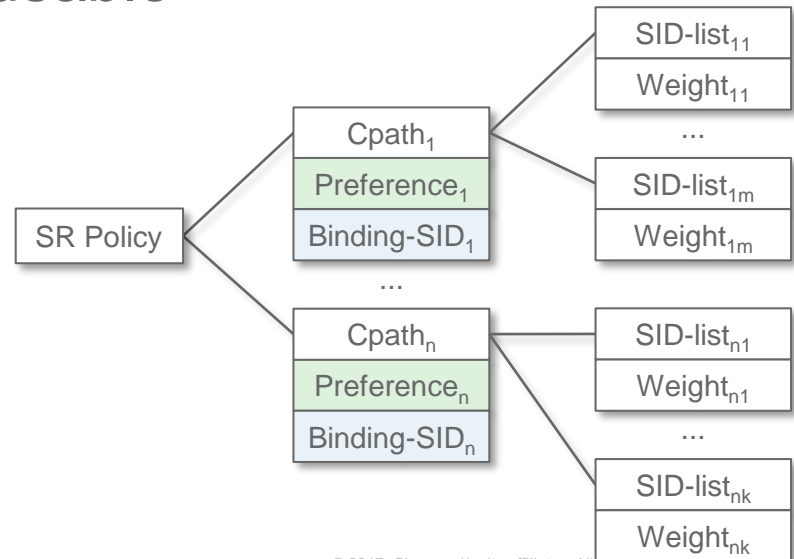 SR Policy
Cpath₁
Preference₁
Binding-SID₁
...
Cpathₙ
Preferenceₙ
Binding-SIDₙ
SID-list₁₁
Weight₁₁
...
SID-list₁ₘ
Weight₁ₘ
SID-listₙ₁
Weightₙ₁
...
SID-listₙₖ
Weightₙₖ